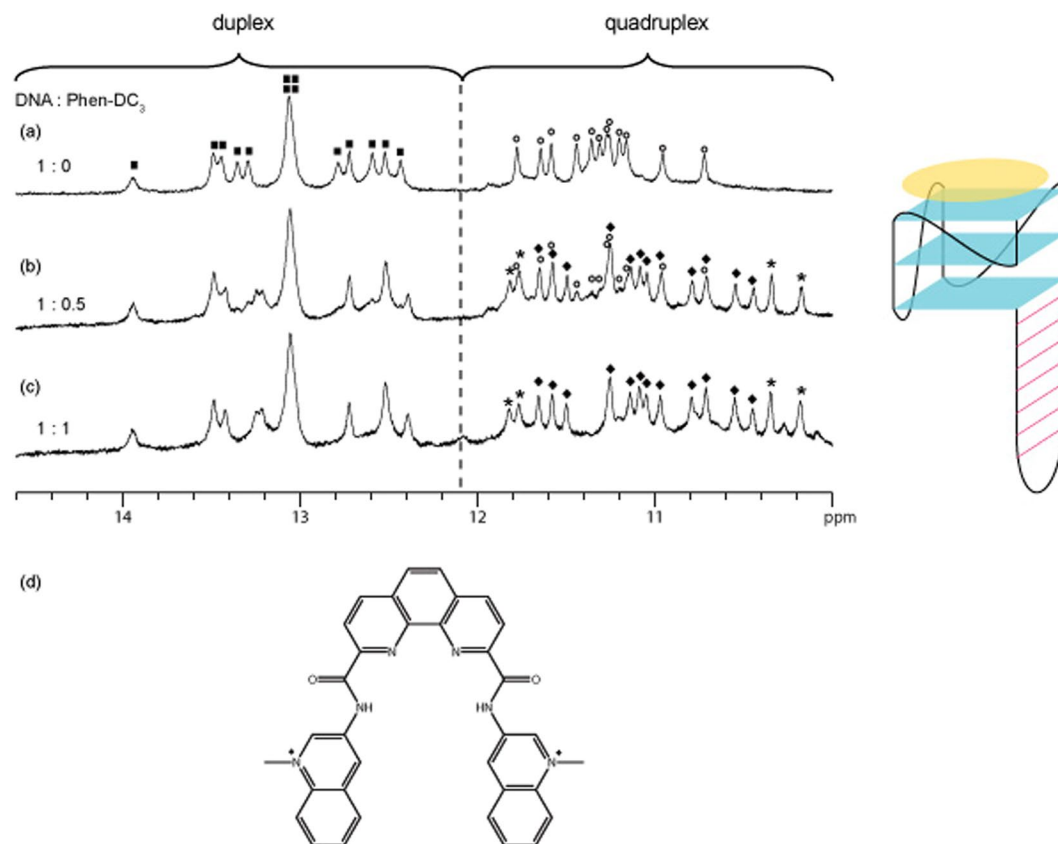 duplex
quadruplex
DNA : Phen-DC3
(a)
1 : 0
(b)
1 : 0.5
(c)
1 : 1
14
13
12
11
ppm
(d)
N
N
O
O
NH
HN
N
+
N
+